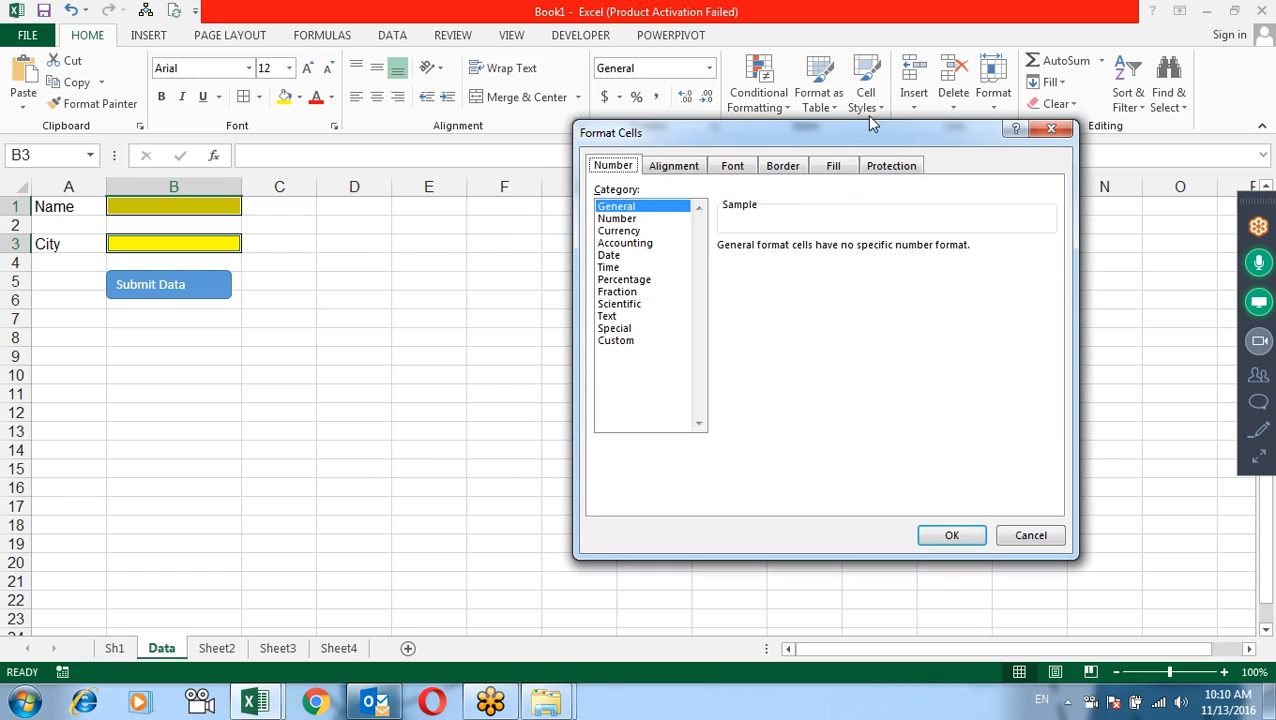 Book1 - Excel (Product Activation Failed)
FILE HOME INSERT PAGE LAYOUT FORMULAS DATA REVIEW VIEW DEVELOPER POWERPIVOT Sign in
Paste Cut Copy Format Painter
Clipboard
Arial 12
B I U A
Font
Wrap Text
Merge & Center
Alignment
General
$ % ,
Conditional Formatting
Format as Table
Cell Styles
Insert Delete Format
AutoSum
Fill
Clear
Sort & Filter
Find & Select
Editing
B3 fx
A B C D E F N O
1 Name
2
3 City
4
5 Submit Data
6
7
8
9
10
11
12
13
14
15
16
17
18
19
20
21
22
23
Format Cells
Number Alignment Font Border Fill Protection
Category:
General
Number
Currency
Accounting
Date
Time
Percentage
Fraction
Scientific
Text
Special
Custom
Sample
General format cells have no specific number format.
OK Cancel
Sh1 Data Sheet2 Sheet3 Sheet4
READY 100%
EN 10:10 AM
11/13/2016